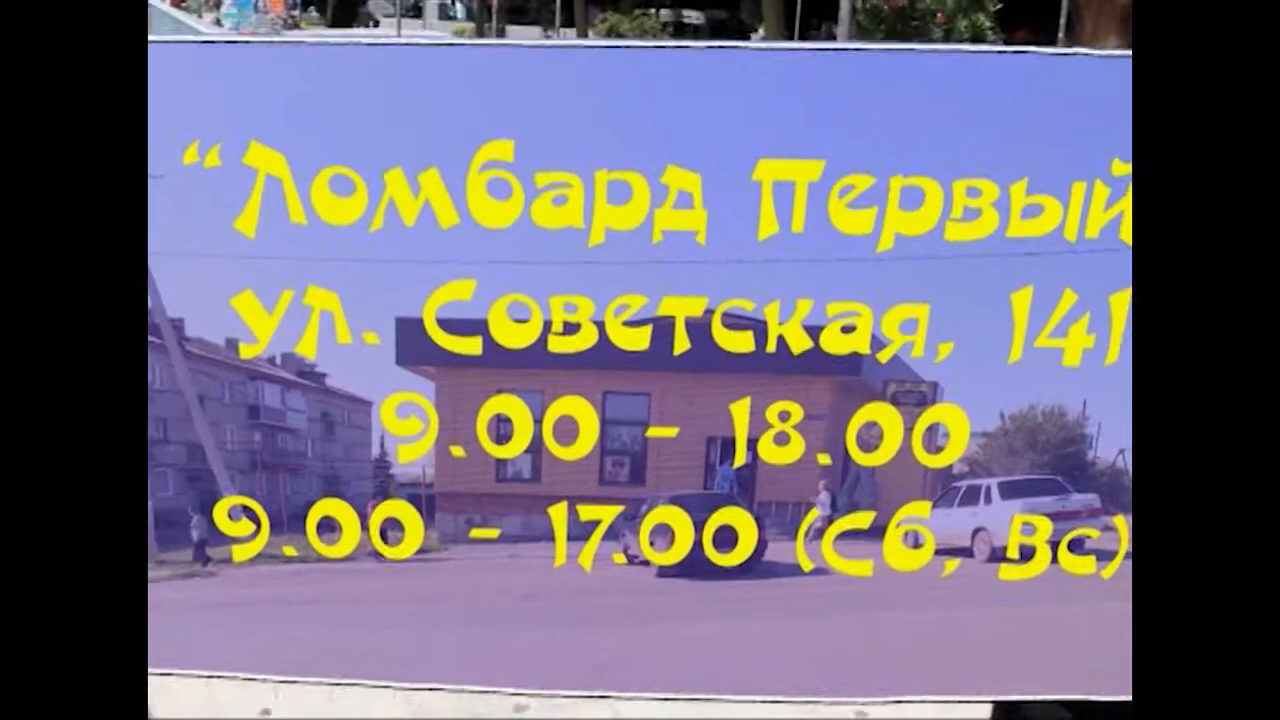 “Ломбард Первый
ул. Советская, 141
9.00 - 18.00
9.00 - 17.00 (Сб, Вс)